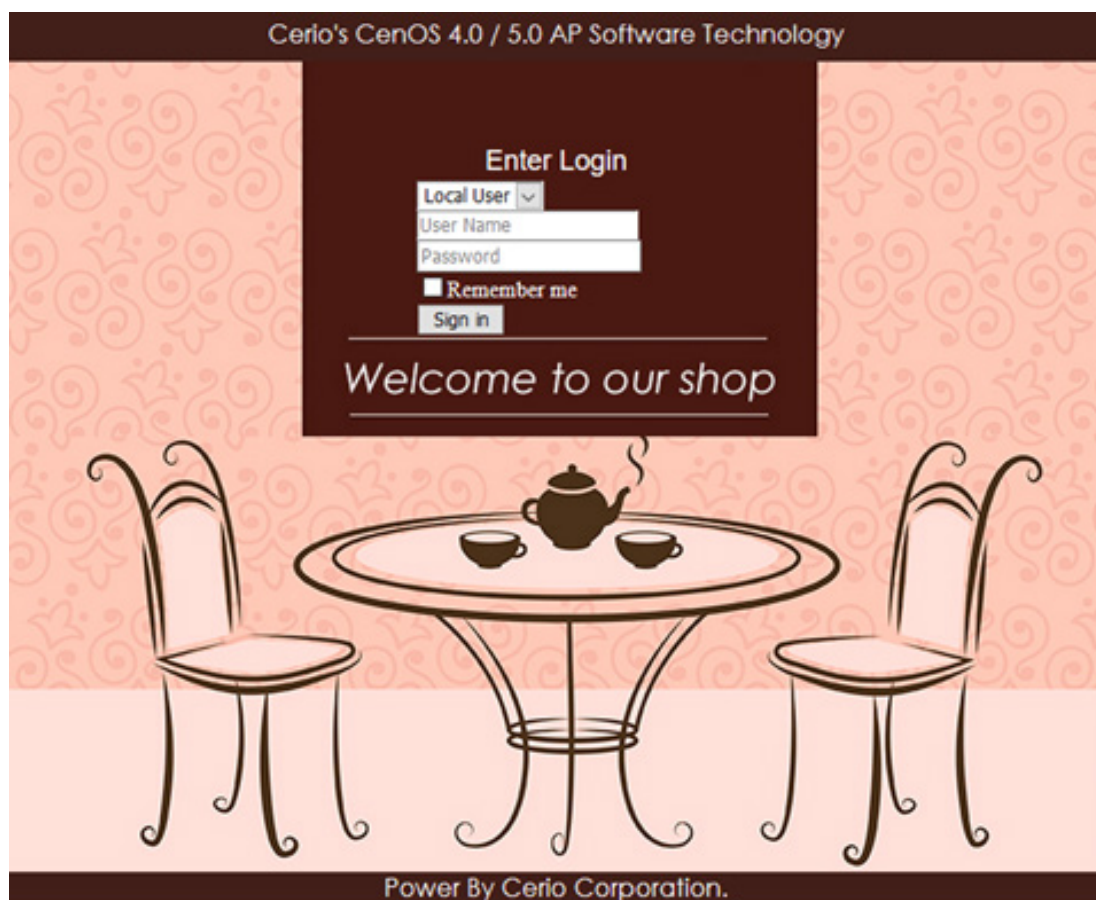 Cerio's CenOS 4.0 / 5.0 AP Software Technology
Enter Login
Local User
User Name
Password
Remember me
Sign in
Welcome to our shop
Power By Cerio Corporation.